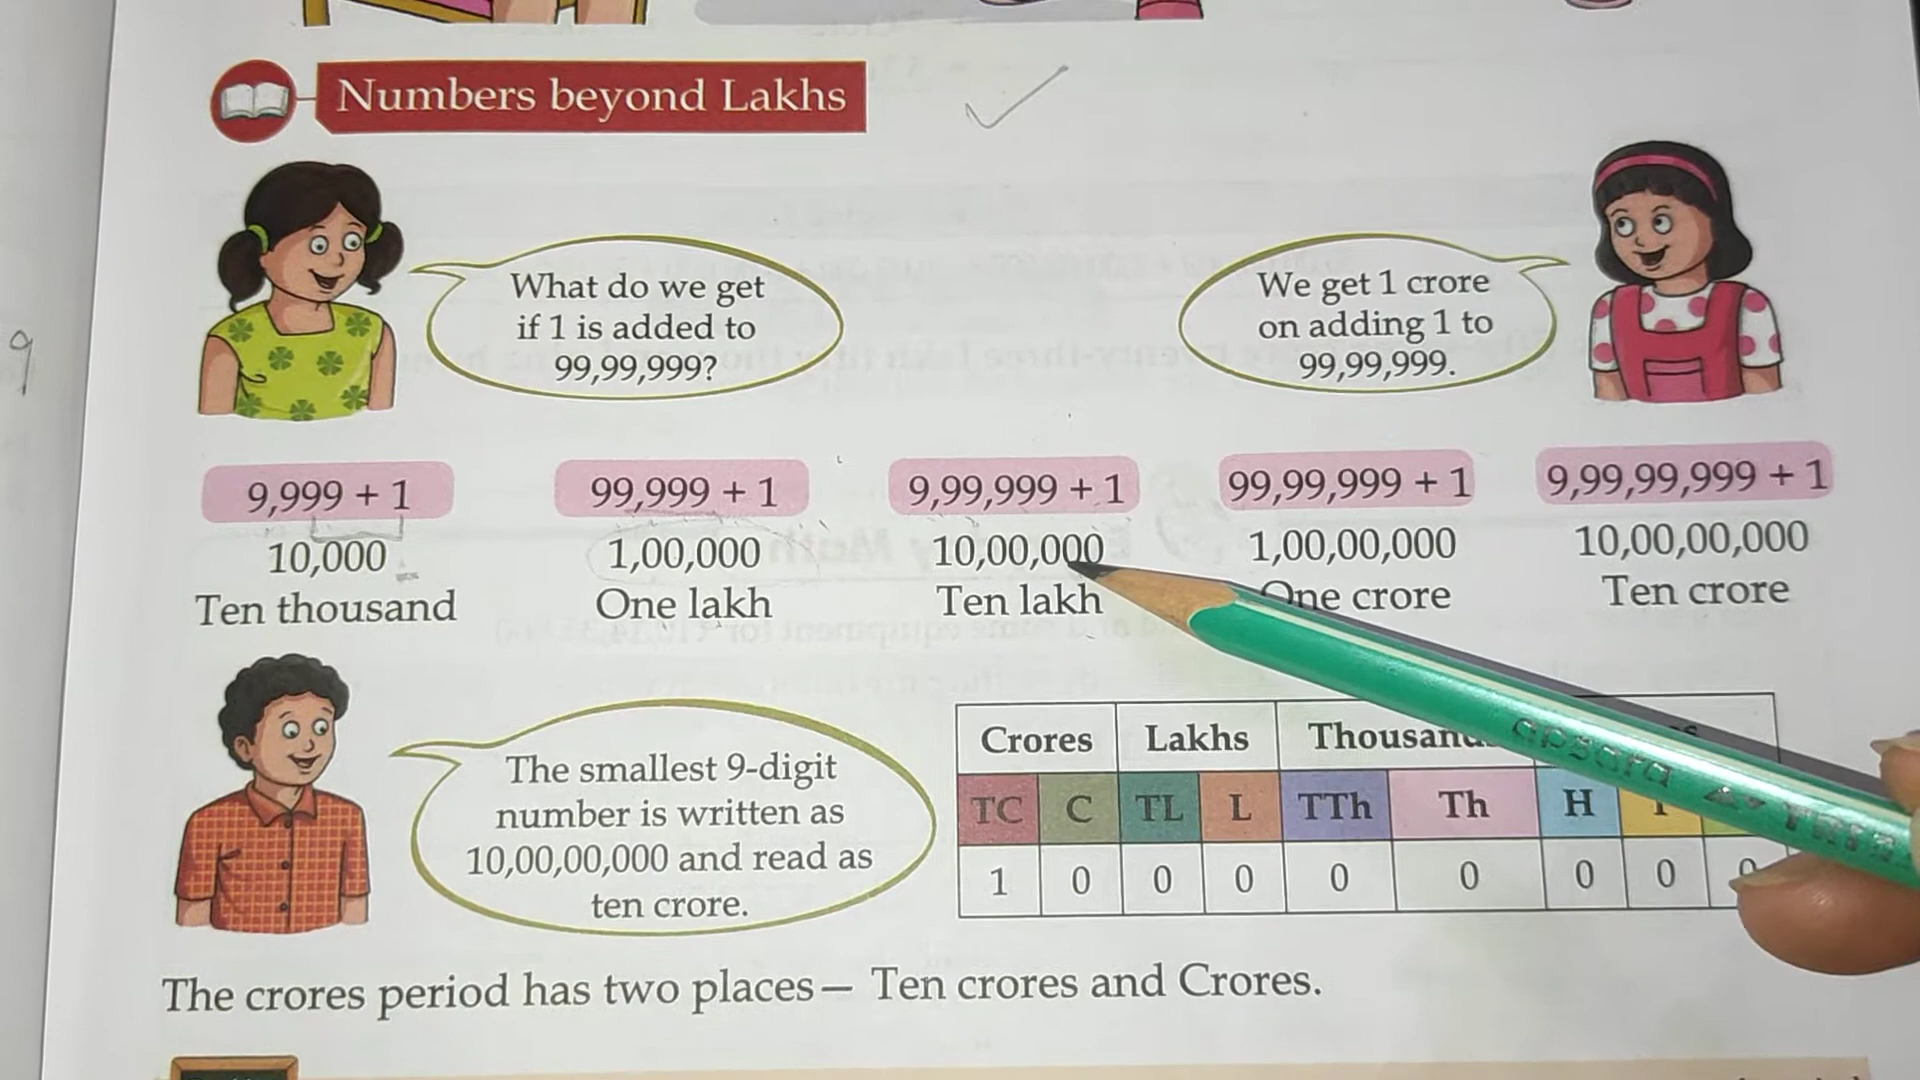 Numbers beyond Lakhs
What do we get
if 1 is added to
99,99,999?
We get 1 crore
on adding 1 to
99,99,999.
9,999 + 1
99,999 + 1
9,99,999 + 1
99,99,999 + 1
9,99,99,999 + 1
10,000
1,00,000
10,00,000
1,00,00,000
10,00,00,000
Ten thousand
One lakh
Ten lakh
One crore
Ten crore
The smallest 9-digit
number is written as
10,00,00,000 and read as
ten crore.
Crores Lakhs
TC C TL L TTh Th H T
1 0 0 0 0 0 0 0 0
The crores period has two places— Ten crores and Crores.
apsara
9